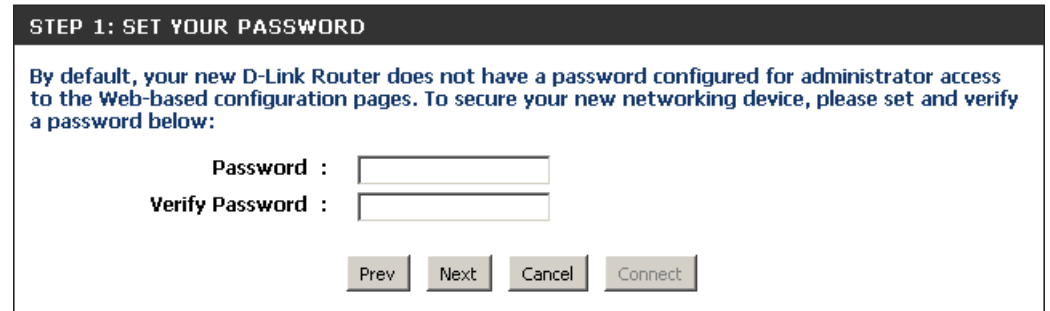 STEP 1: SET YOUR PASSWORD
By default, your new D-Link Router does not have a password configured for administrator access
to the Web-based configuration pages. To secure your new networking device, please set and verify
a password below:
Password :
Verify Password :
Prev Next Cancel Connect